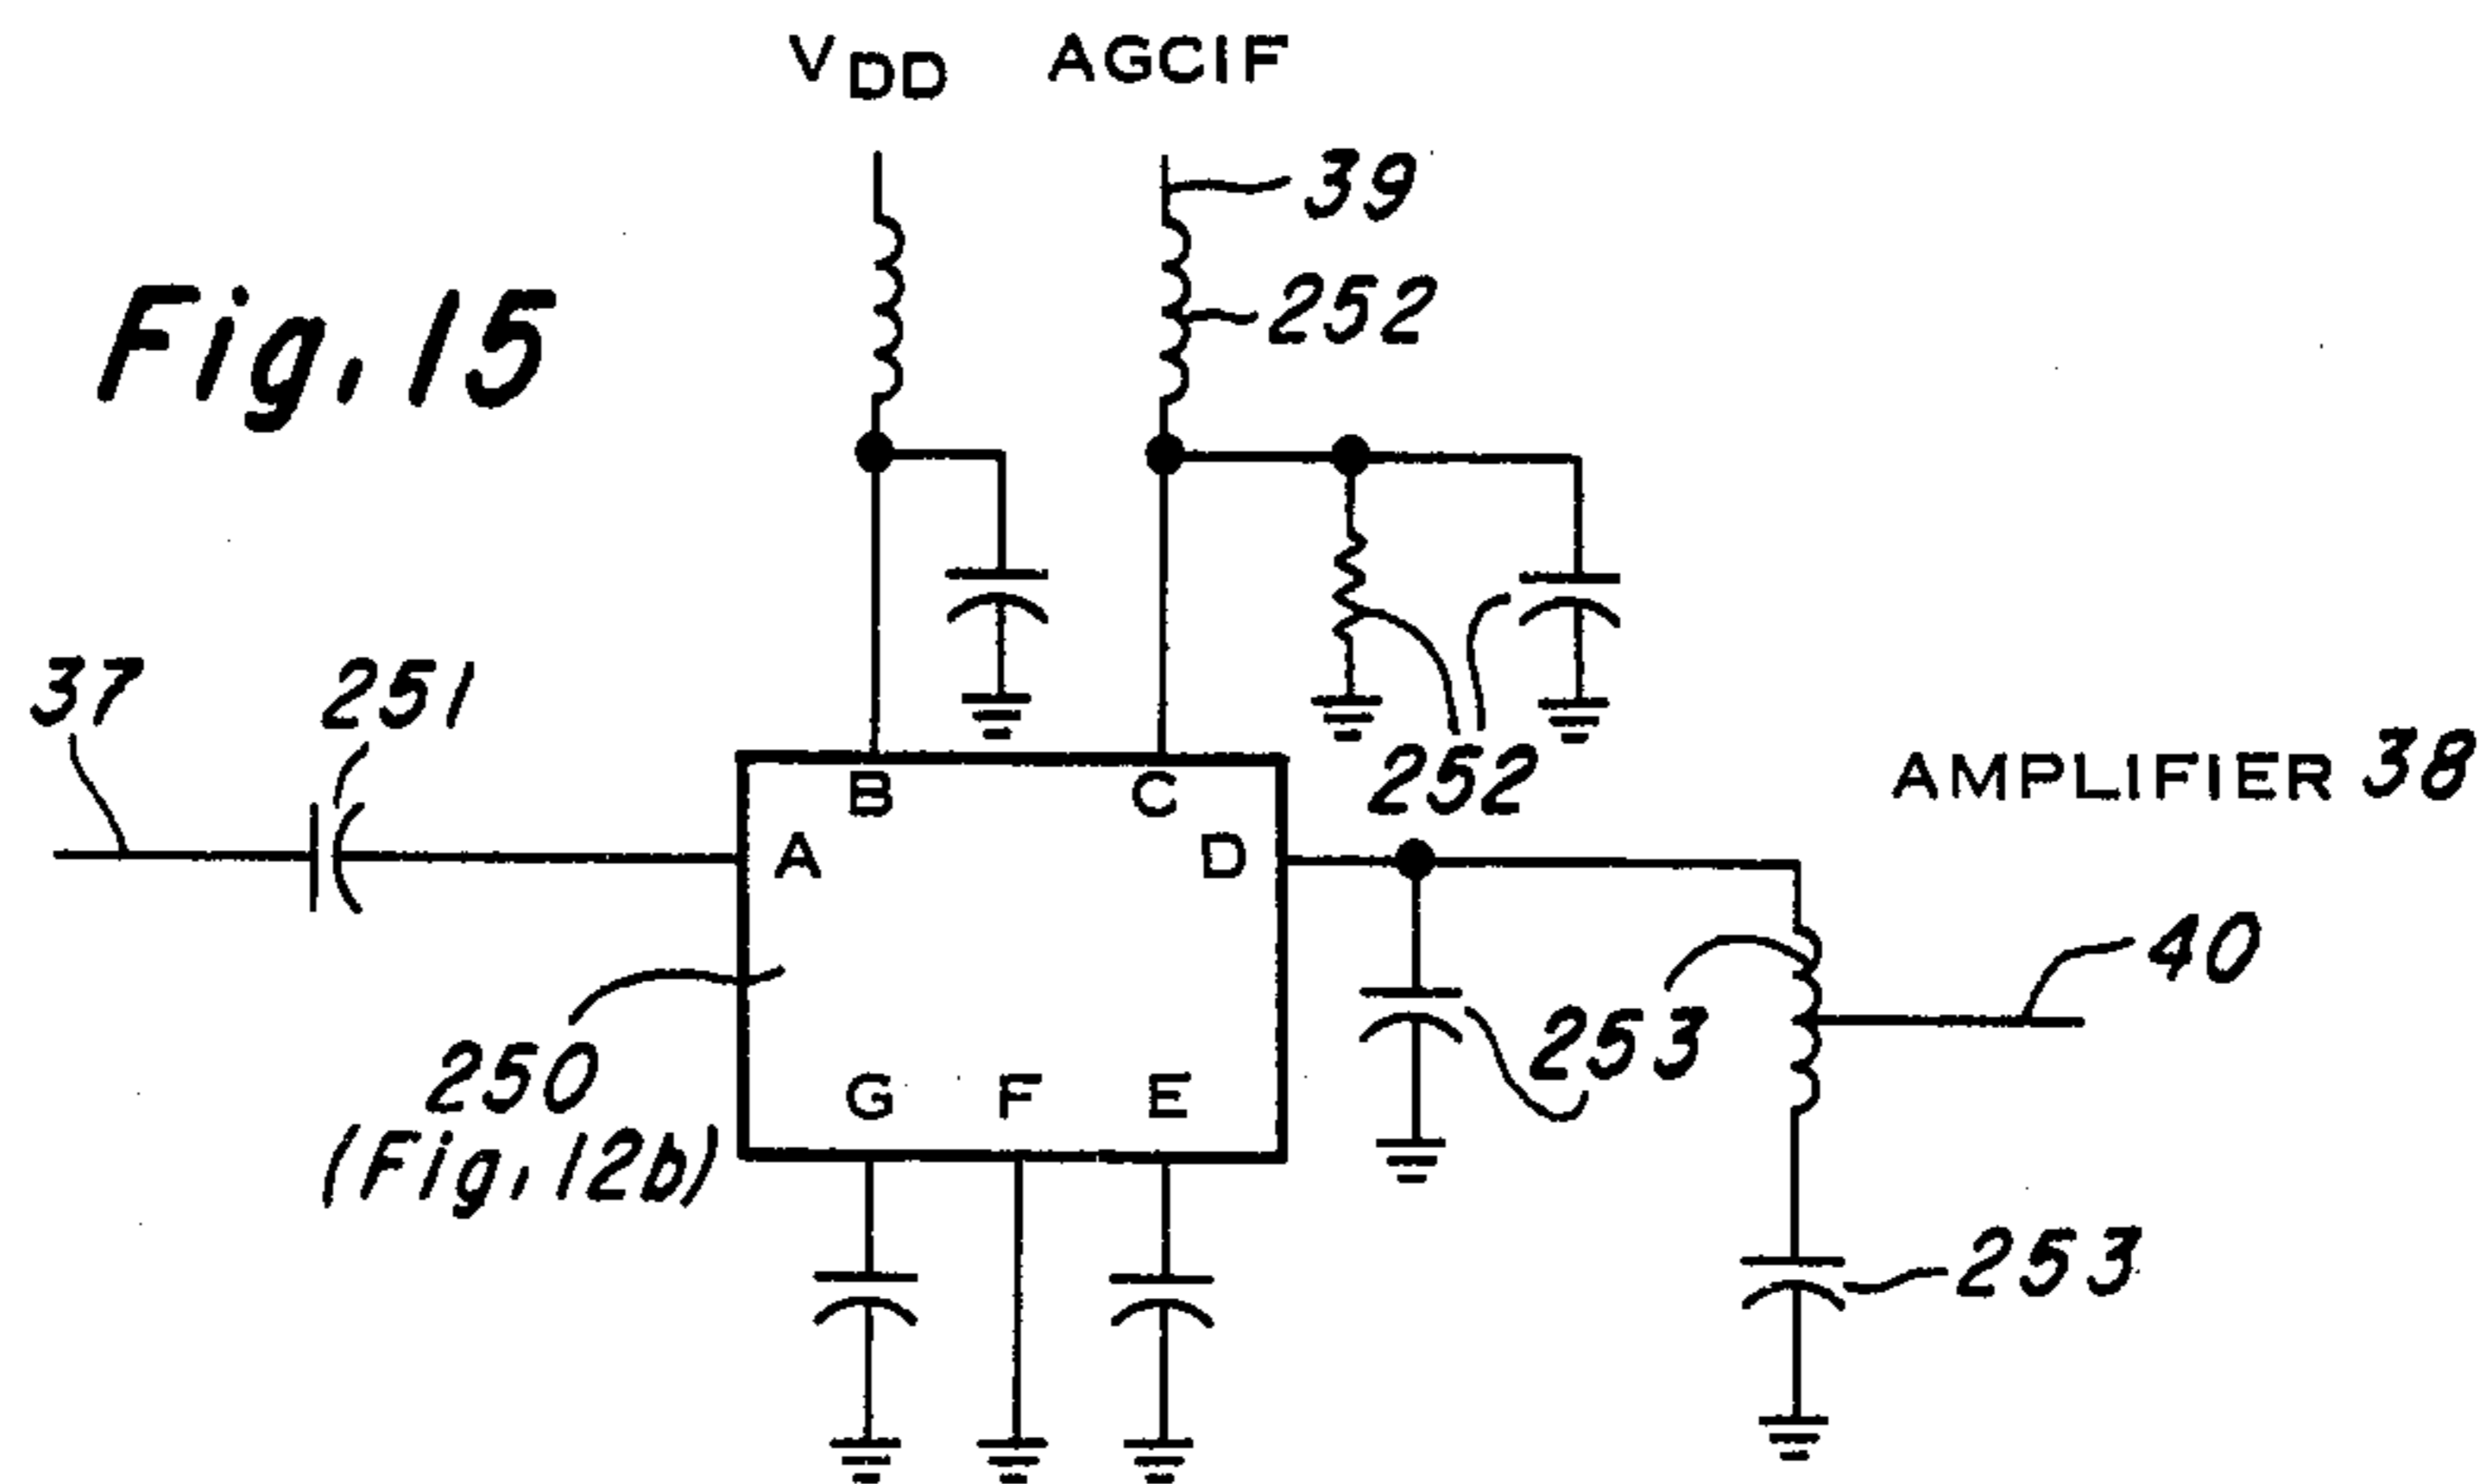 VDD AGCIF
39
Fig. 15
252
37 251
252
AMPLIFIER 38
B C
A D
40
250
253
(Fig. 12b)
G F E
253